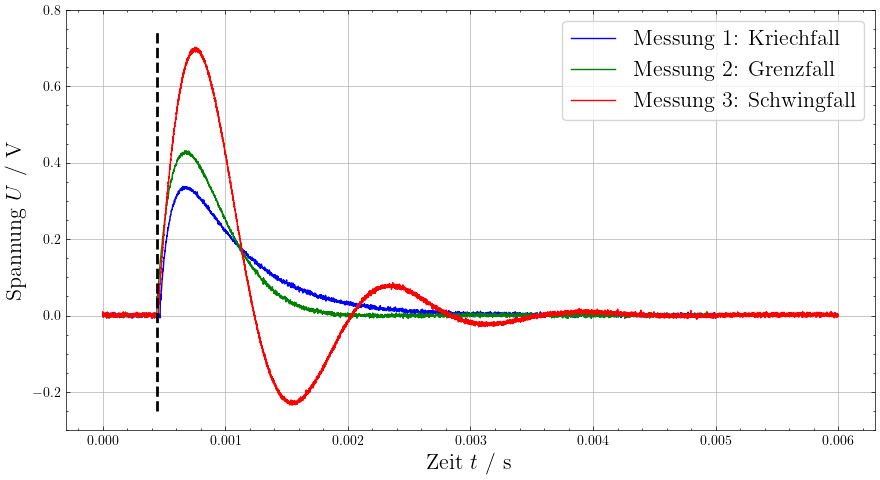 0.8
Messung 1: Kriechfall
Messung 2: Grenzfall
Messung 3: Schwingfall
0.6
0.4
0.2
0.0
−0.2
Spannung U / V
0.000 0.001 0.002 0.003 0.004 0.005 0.006
Zeit t / s